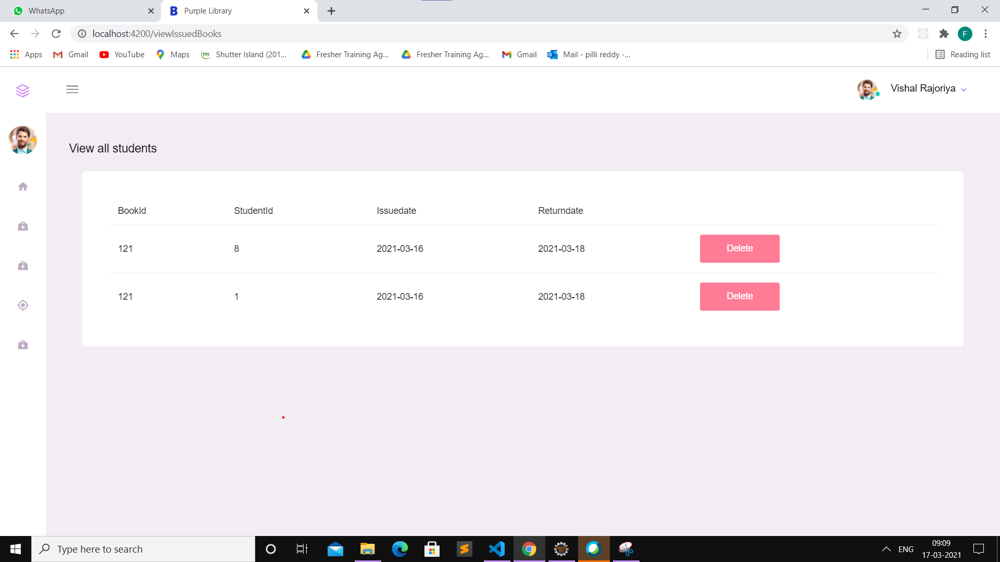 WhatsApp
Purple Library
localhost:4200/viewIssuedBooks
F
Apps Gmail YouTube Maps YTS Shutter Island (201... Fresher Training Ag... Fresher Training Ag... Gmail Mail - pilli reddy -... Reading list
Vishal Rajoriya
View all students
BookId StudentId Issuedate Returndate
121 8 2021-03-16 2021-03-18 Delete
121 1 2021-03-16 2021-03-18 Delete
Type here to search
ENG
09:09
17-03-2021